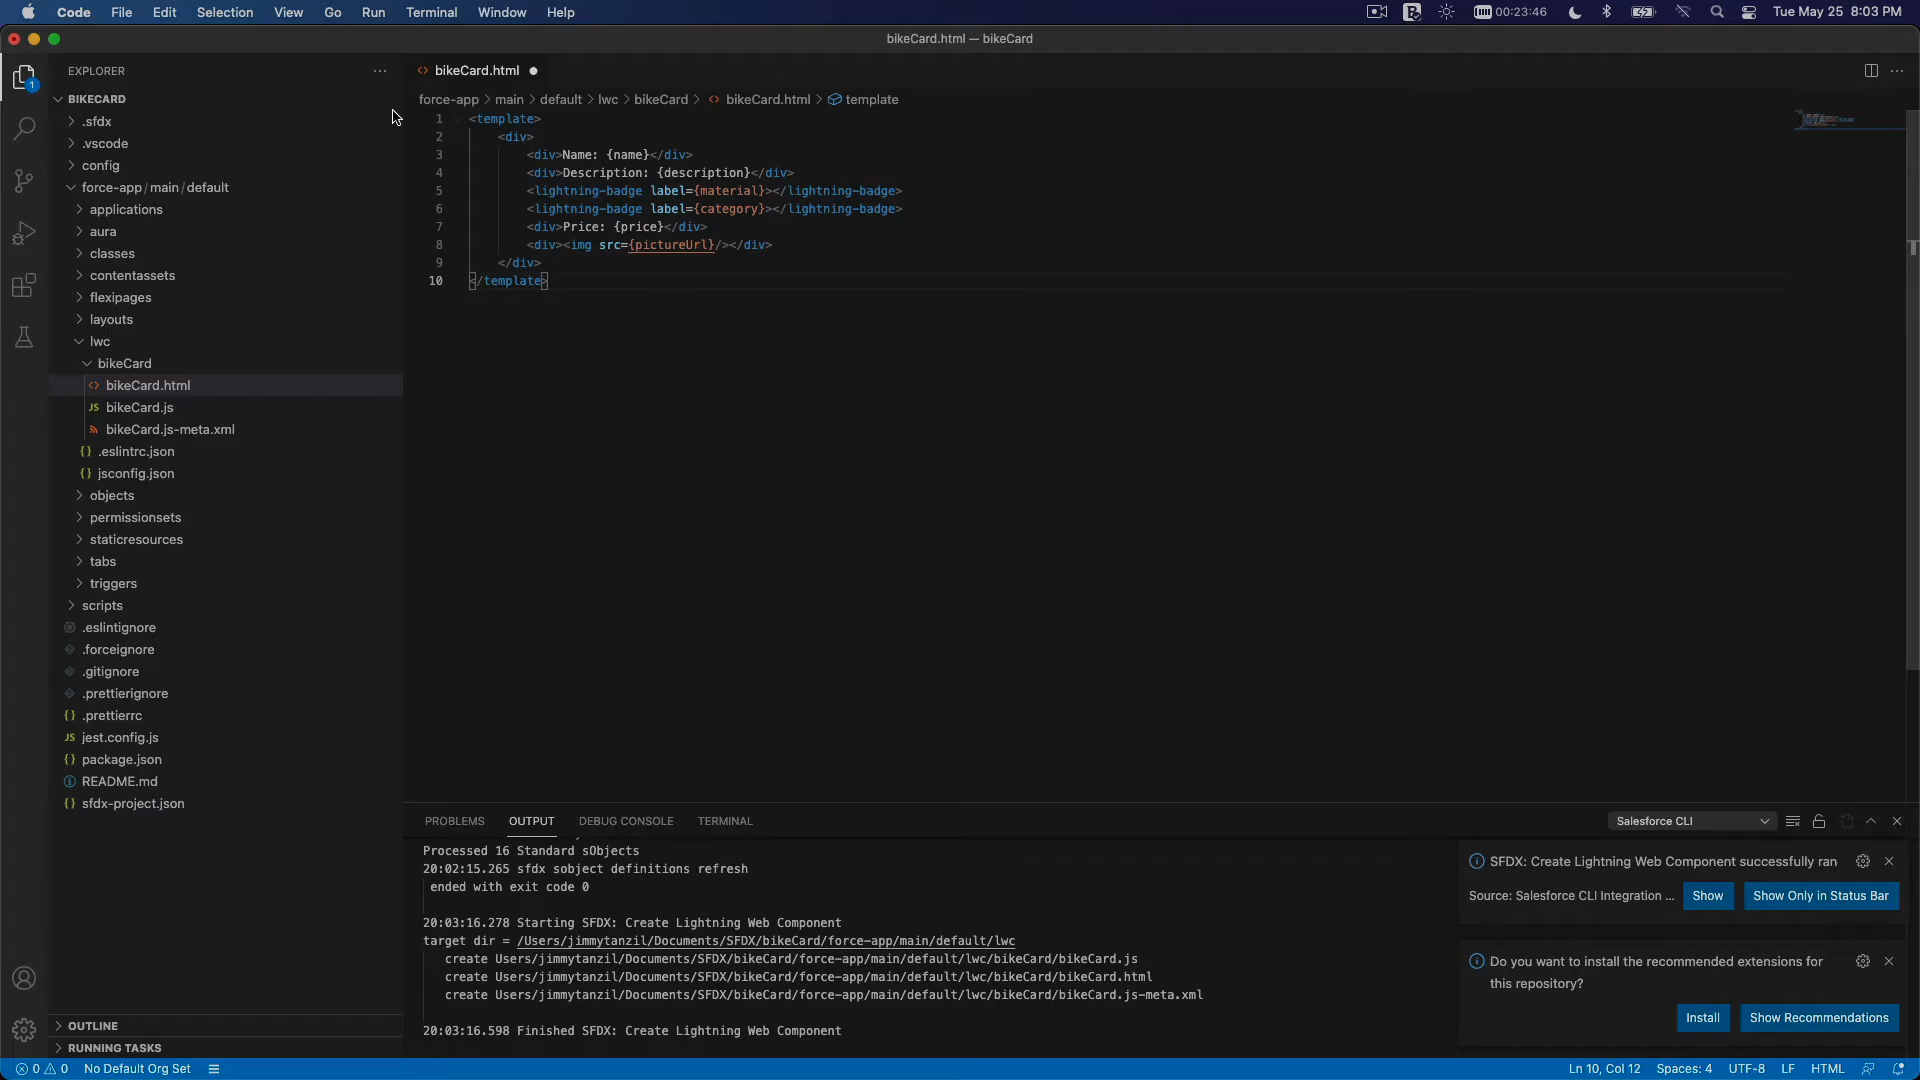 Code File Edit Selection View Go Run Terminal Window Help
00:23:46 Tue May 25 8:03 PM
bikeCard.html — bikeCard
EXPLORER
1
BIKECARD
.sfdx
.vscode
config
force-app/main/default
applications
aura
classes
contentassets
flexipages
layouts
lwc
bikeCard
bikeCard.html
JS bikeCard.js
bikeCard.js-meta.xml
{} .eslintrc.json
{} jsconfig.json
objects
permissionsets
staticresources
tabs
triggers
scripts
.eslintignore
.forceignore
.gitignore
.prettierignore
{} .prettierrc
JS jest.config.js
{} package.json
README.md
{} sfdx-project.json
OUTLINE
RUNNING TASKS
bikeCard.html
force-app > main > default > lwc > bikeCard > bikeCard.html > template
1 <template>
2 <div>
3 <div>Name: {name}</div>
4 <div>Description: {description}</div>
5 <lightning-badge label={material}></lightning-badge>
6 <lightning-badge label={category}></lightning-badge>
7 <div>Price: {price}</div>
8 <div><img src={pictureUrl}/></div>
9 </div>
10 </template>
PROBLEMS OUTPUT DEBUG CONSOLE TERMINAL
Salesforce CLI
Processed 16 Standard sObjects
20:02:15.265 sfdx sobject definitions refresh
ended with exit code 0
20:03:16.278 Starting SFDX: Create Lightning Web Component
target dir = /Users/jimmytanzil/Documents/SFDX/bikeCard/force-app/main/default/lwc
create Users/jimmytanzil/Documents/SFDX/bikeCard/force-app/main/default/lwc/bikeCard/bikeCard.js
create Users/jimmytanzil/Documents/SFDX/bikeCard/force-app/main/default/lwc/bikeCard/bikeCard.html
create Users/jimmytanzil/Documents/SFDX/bikeCard/force-app/main/default/lwc/bikeCard/bikeCard.js-meta.xml
20:03:16.598 Finished SFDX: Create Lightning Web Component
SFDX: Create Lightning Web Component successfully ran
Source: Salesforce CLI Integration ...
Show
Show Only in Status Bar
Do you want to install the recommended extensions for
this repository?
Install
Show Recommendations
0 0 No Default Org Set
Ln 10, Col 12 Spaces: 4 UTF-8 LF HTML